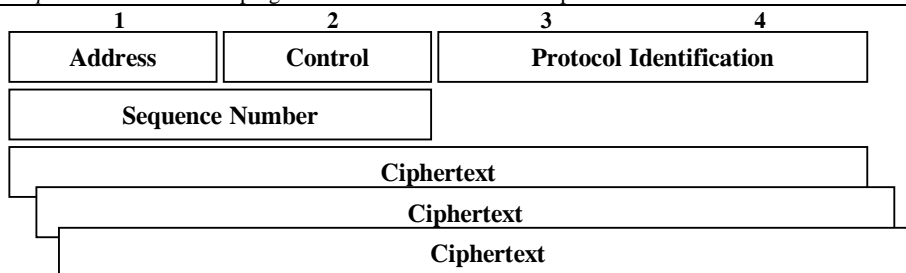 1 2 3 4
Address Control Protocol Identification
Sequence Number
Ciphertext
Ciphertext
Ciphertext